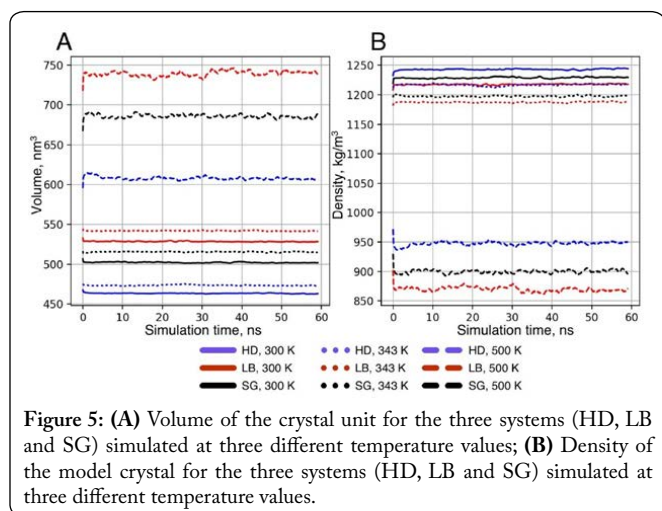 A
B
750
700
650
600
550
500
450
Volume, nm³
0 10 20 30 40 50 60
Simulation time, ns
1250
1200
1150
1100
1050
1000
950
900
850
Density, kg/m³
0 10 20 30 40 50 60
Simulation time, ns
HD, 300 K HD, 343 K HD, 500 K
LB, 300 K LB, 343 K LB, 500 K
SG, 300 K SG, 343 K SG, 500 K
Figure 5: (A) Volume of the crystal unit for the three systems (HD, LB
and SG) simulated at three different temperature values; (B) Density of
the model crystal for the three systems (HD, LB and SG) simulated at
three different temperature values.